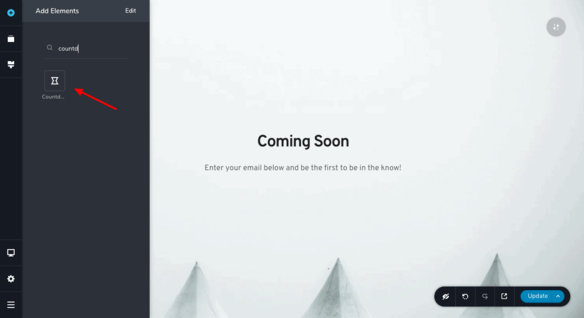 Add Elements
Edit
countd
Countd...
Coming Soon
Enter your email below and be the first to be in the know!
Update